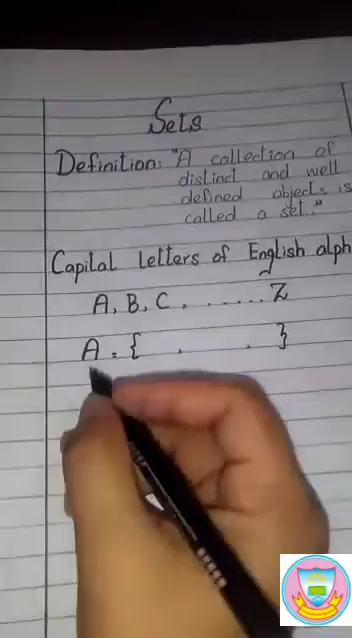 Sets
Definition: "A collection of
distinct and well
defined objects is
called a set."
Capital letters of English alph
A, B, C, ...... Z
A = { . . }